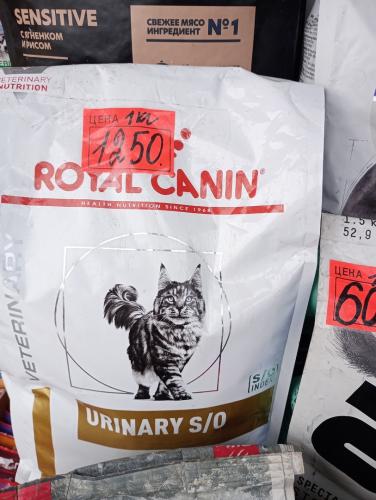 SENSITIVE
С ЯГНЕНКОМ
И РИСОМ
СВЕЖЕЕ МЯСО
ИНГРЕДИЕНТ №1
VETERINARY
NUTRITION
ЦЕНА 1 кг
1250
ROYAL CANIN
HEALTH NUTRITION SINCE 1968
VETERINARY
1.5 к
52,9
ЦЕНА
60
S/O
INDEX
URINARY S/O